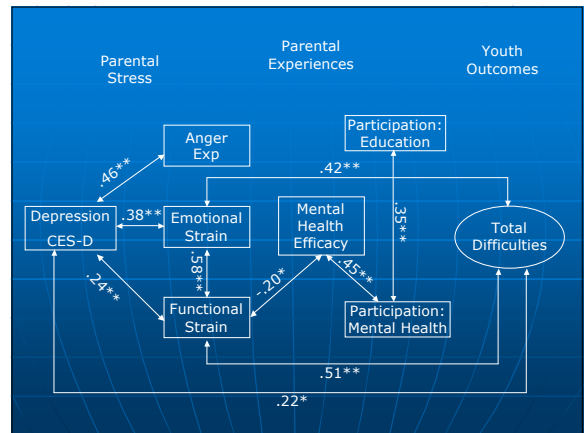 Parental
Stress
Parental
Experiences
Youth
Outcomes
Anger
Exp
Participation:
Education
.46**
.42**
Depression
CES-D
.38**
Emotional
Strain
Mental
Health
Efficacy
.35**
Total
Difficulties
.24**
.58**
-.20*
.45**
Functional
Strain
Participation:
Mental Health
.51**
.22*